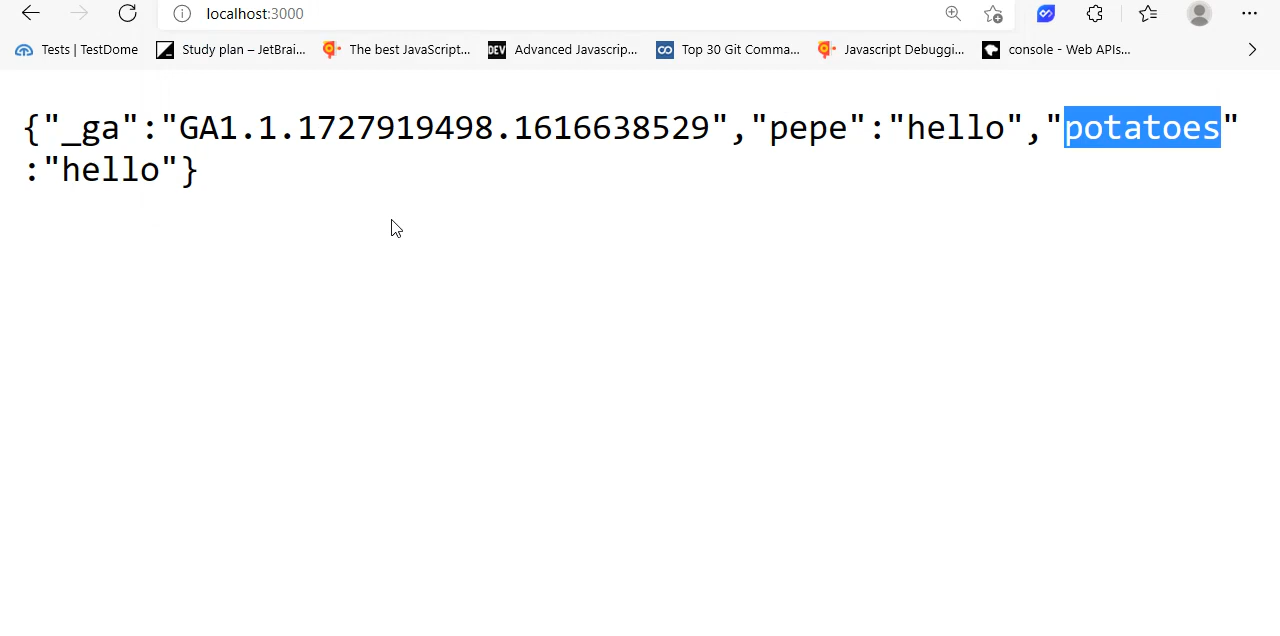 localhost:3000
Tests | TestDome Study plan – JetBrai... The best JavaScript... DEV Advanced Javascrip... Top 30 Git Comma... Javascript Debuggi... console - Web APIs...
{"_ga":"GA1.1.1727919498.1616638529","pepe":"hello","potatoes"
:"hello"}